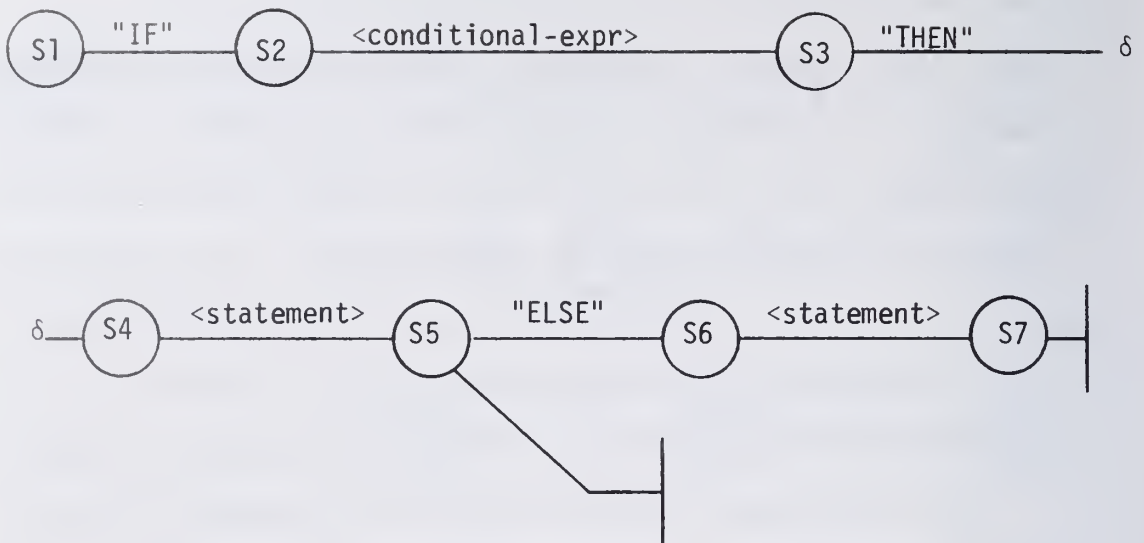 "IF" <conditional-expr> "THEN"
S1 S2 S3 δ
<statement> "ELSE" <statement>
δ S4 S5 S6 S7